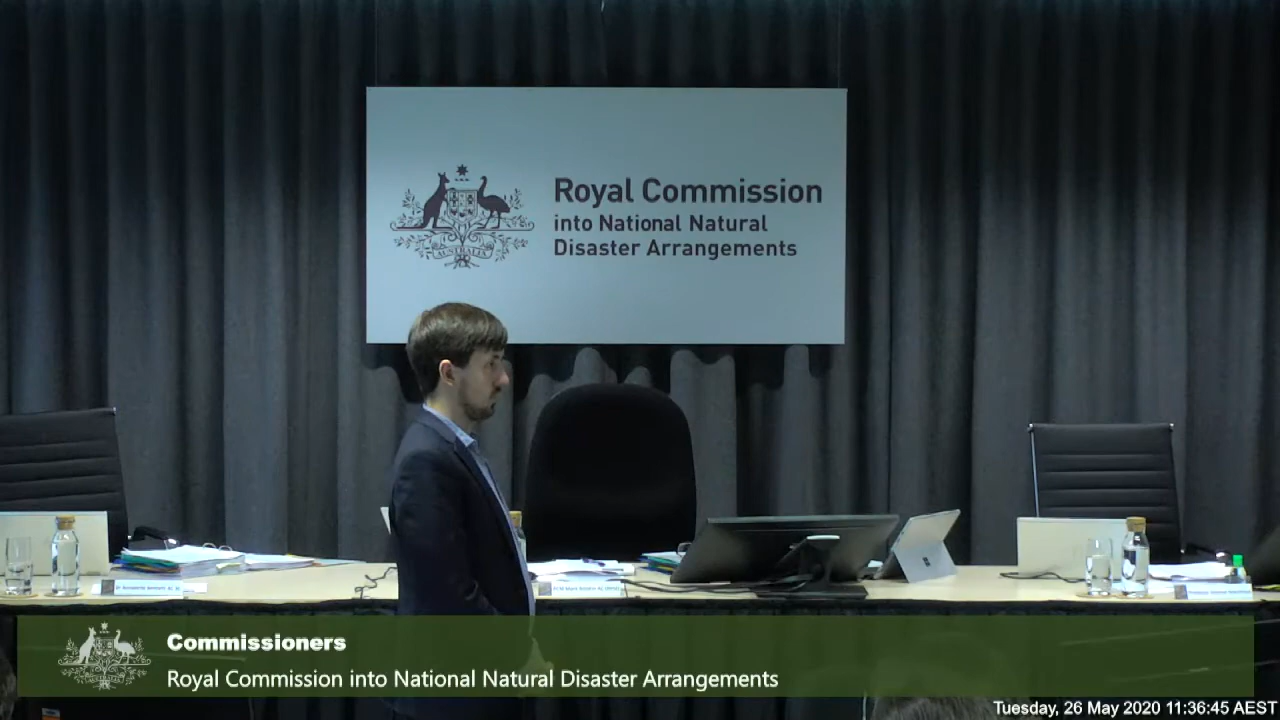 Royal Commission
into National Natural
Disaster Arrangements
AUSTRALIA
Commissioners
Royal Commission into National Natural Disaster Arrangements
Tuesday, 26 May 2020 11:36:45 AEST